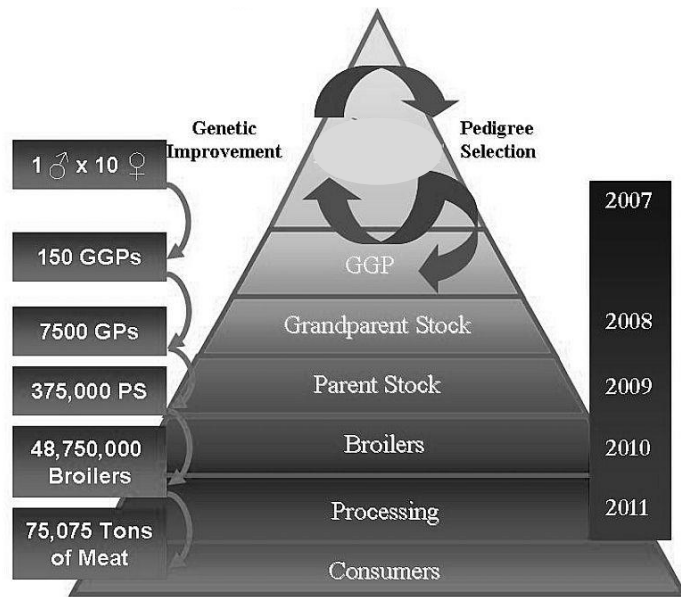 Genetic
Improvement
Pedigree
Selection
1 ♂ x 10 ♀
150 GGPs
7500 GPs
375,000 PS
48,750,000
Broilers
75,075 Tons
of Meat
GGP
Grandparent Stock
Parent Stock
Broilers
Processing
Consumers
2007
2008
2009
2010
2011